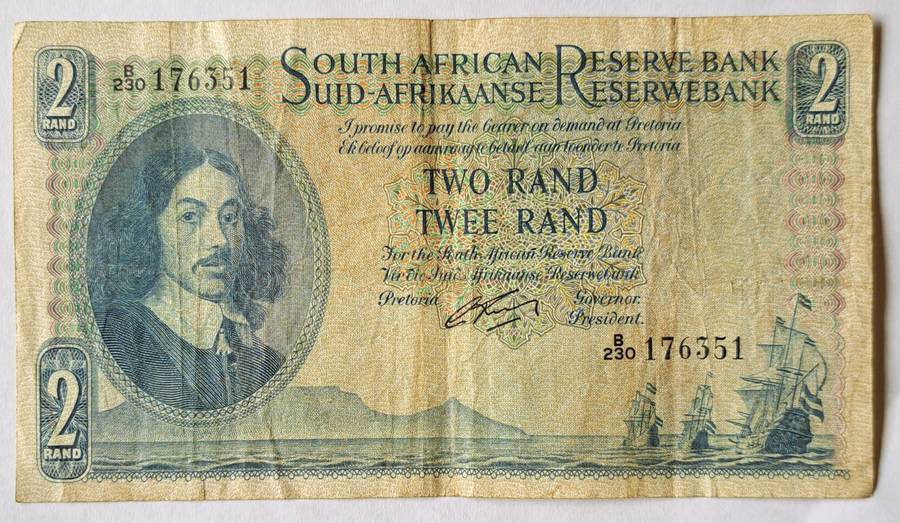 2
RAND
B/230 176351
SOUTH AFRICAN RESERVE BANK
SUID-AFRIKAANSE RESERWEBANK
2
RAND
I promise to pay the bearer on demand at Pretoria
Ek beloof op aanvraag te betaal aan toonder te Pretoria
TWO RAND
TWEE RAND
For the South African Reserve Bank
Vir die Suid-Afrikaanse Reserwebank
Pretoria
Governor.
President.
B/230 176351
2
RAND